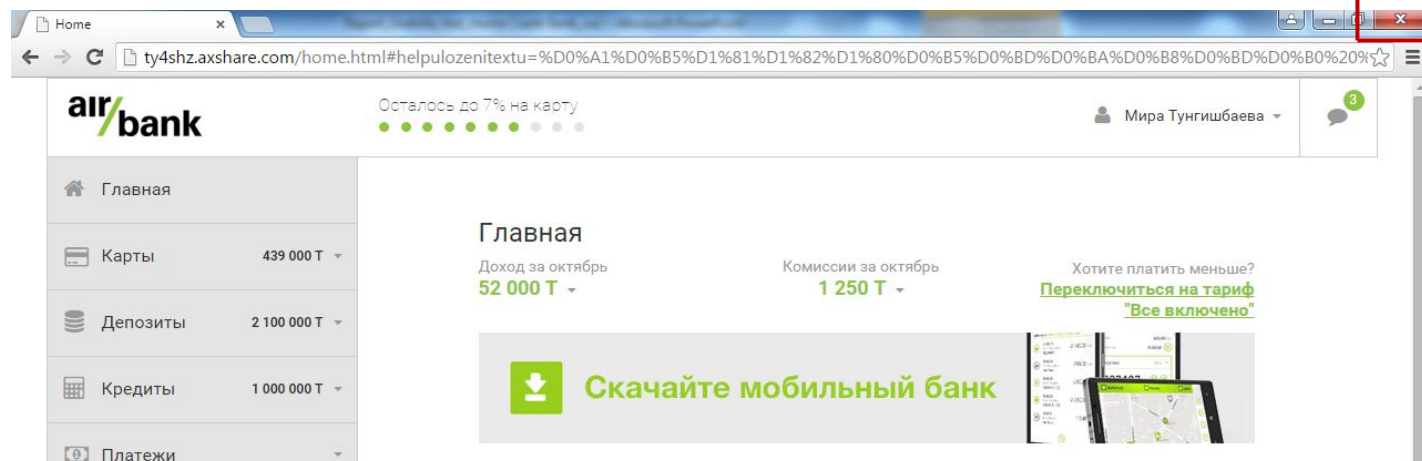 Home
ty4shz.axshare.com/home.html#helpulozenitextu=%D0%A1%D0%B5%D1%81%D1%82%D1%80%D0%B5%D0%BD%D0%BA%D0%B8%D0%BD%D0%B0%20%
air bank
Осталось до 7% на карту
Мира Тунгишбаева
3
Главная
Карты 439 000 T
Депозиты 2 100 000 T
Кредиты 1 000 000 T
Платежи
Главная
Доход за октябрь
52 000 T
Комиссии за октябрь
1 250 T
Хотите платить меньше?
Переключиться на тариф
"Все включено"
Скачайте мобильный банк